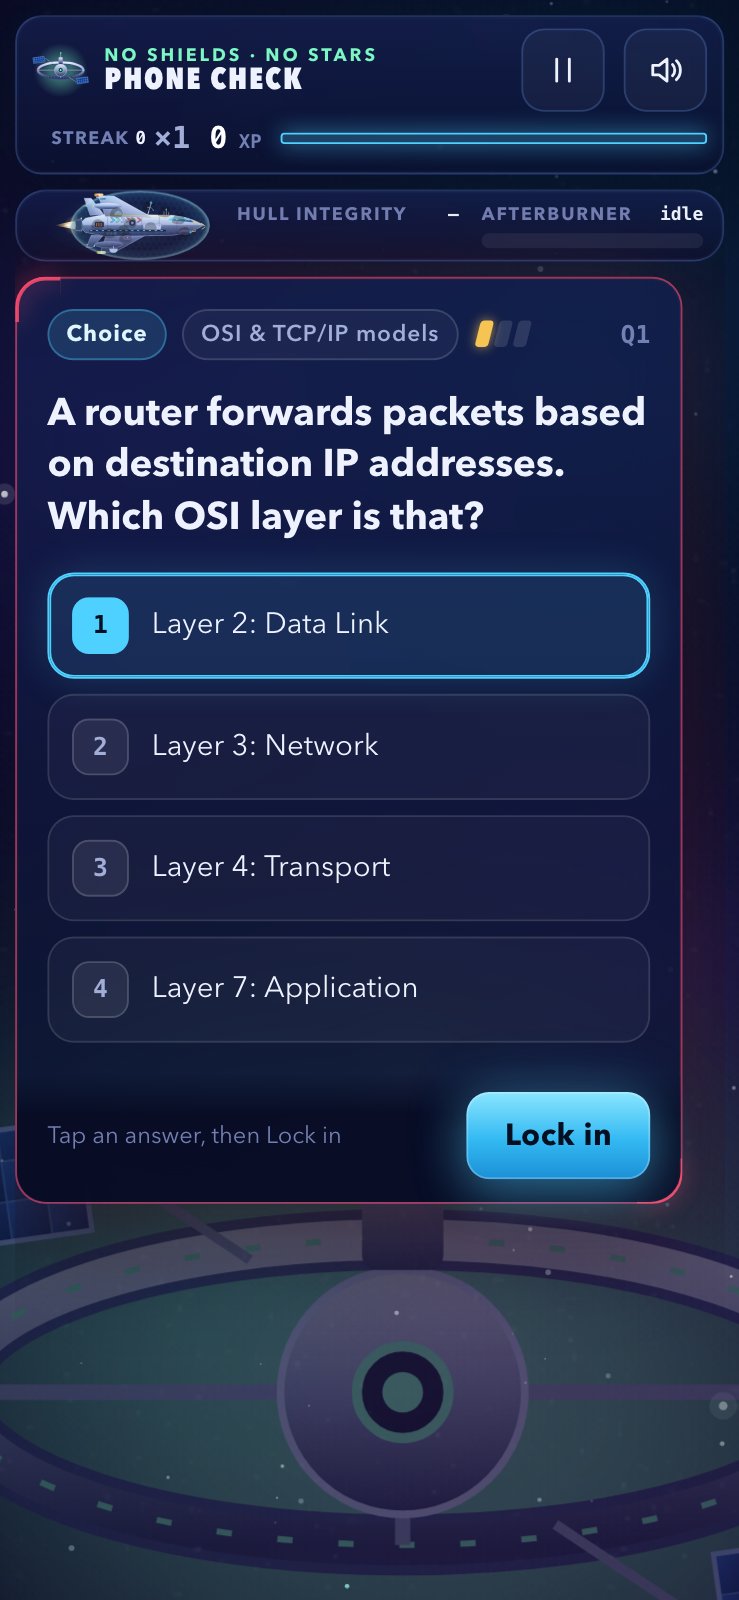 NO SHIELDS · NO STARS
PHONE CHECK
STREAK 0 ×1 0 XP
HULL INTEGRITY – AFTERBURNER idle
Choice OSI & TCP/IP models Q1
A router forwards packets based
on destination IP addresses.
Which OSI layer is that?
1 Layer 2: Data Link
2 Layer 3: Network
3 Layer 4: Transport
4 Layer 7: Application
Tap an answer, then Lock in Lock in